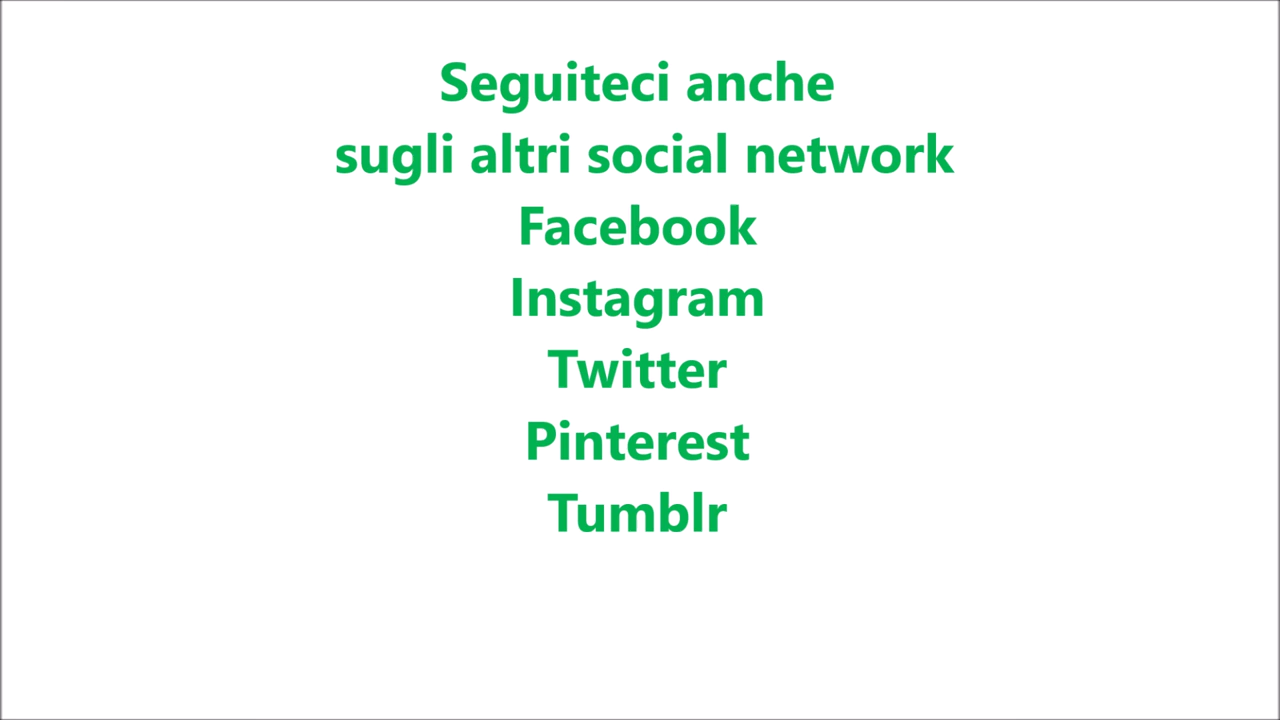 Seguiteci anche
sugli altri social network
Facebook
Instagram
Twitter
Pinterest
Tumblr